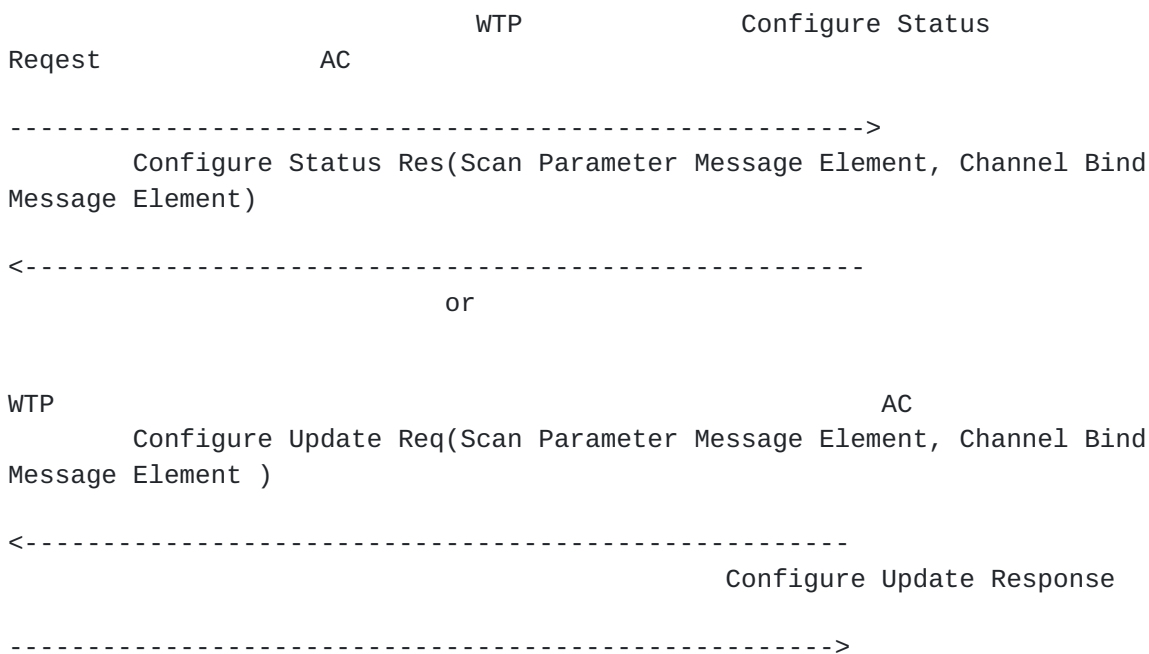 WTP Configure Status
Reqest AC
------------------------------------------------------->
Configure Status Res(Scan Parameter Message Element, Channel Bind
Message Element)
<------------------------------------------------------
or
WTP AC
Configure Update Req(Scan Parameter Message Element, Channel Bind
Message Element )
<-----------------------------------------------------
Configure Update Response
----------------------------------------------------->